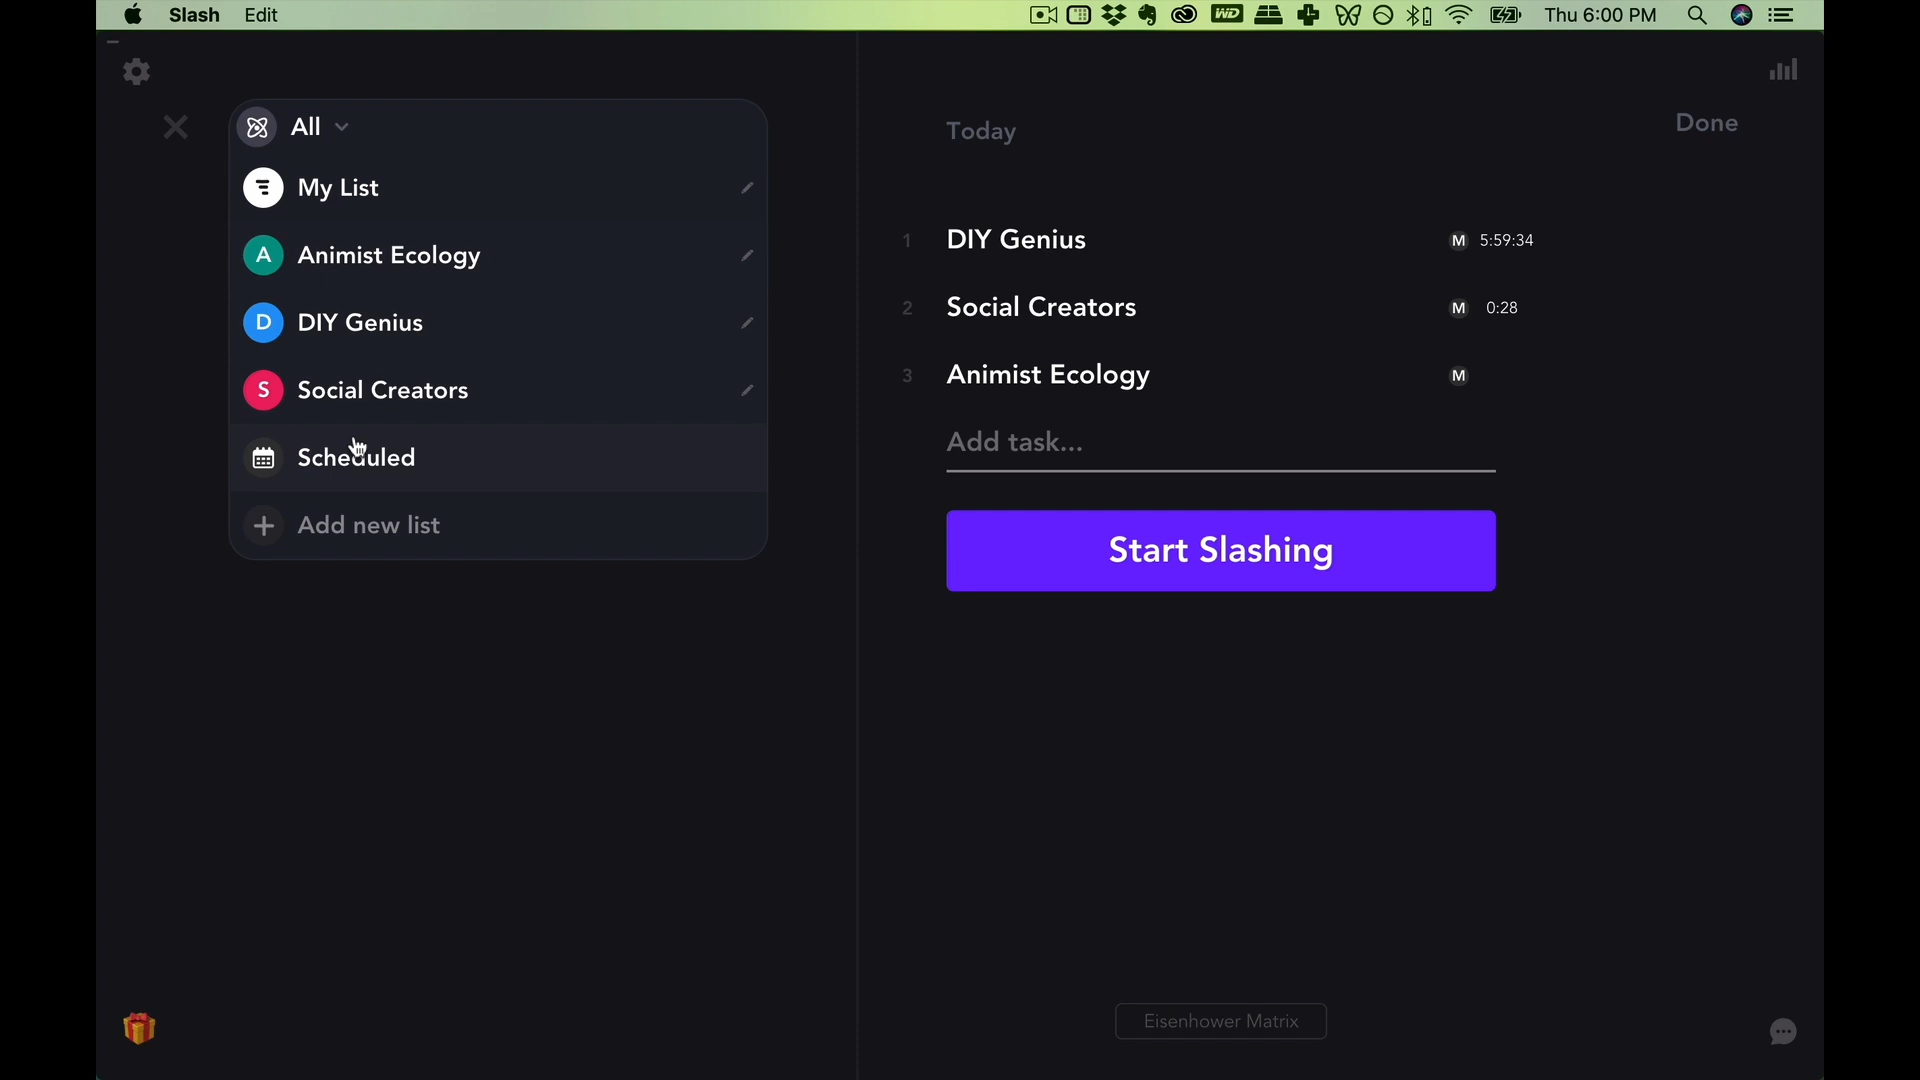 Slash Edit
WD
Thu 6:00 PM
All
My List
A Animist Ecology
D DIY Genius
S Social Creators
Scheduled
Add new list
Today
Done
1 DIY Genius M 5:59:34
2 Social Creators M 0:28
3 Animist Ecology M
Add task...
Start Slashing
Eisenhower Matrix